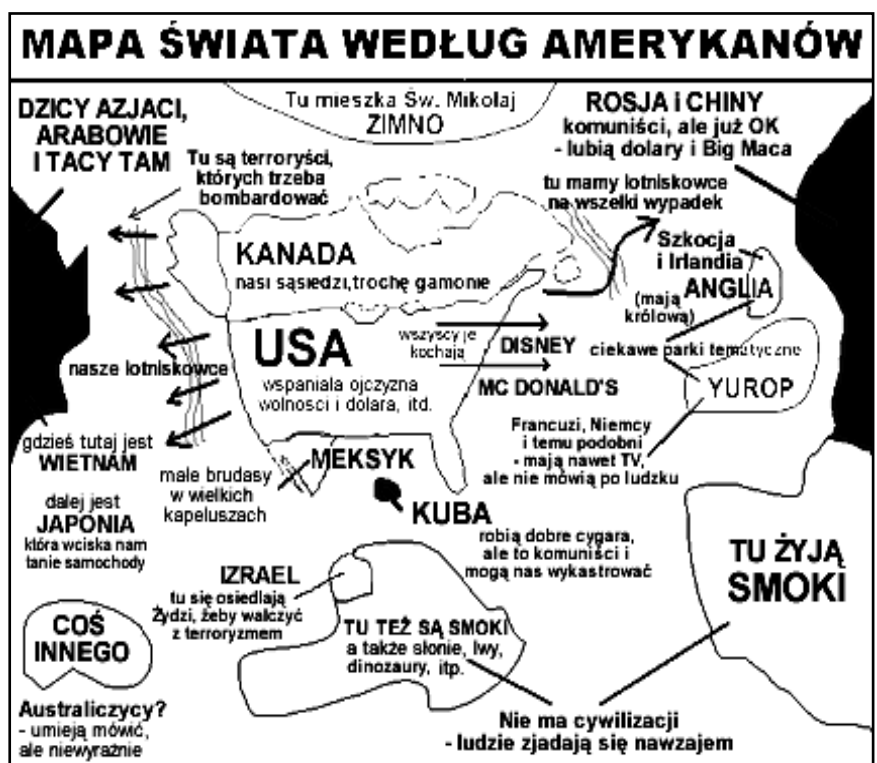 MAPA ŚWIATA WEDŁUG AMERYKANÓW
Tu mieszka Św. Mikołaj
ZIMNO
DZICY AZJACI,
ARABOWIE
I TACY TAM
Tu są terroryści,
których trzeba
bombardować
ROSJA i CHINY
komuniści, ale już OK
- lubią dolary i Big Maca
tu mamy lotniskowce
na wszelki wypadek
KANADA
nasi sąsiedzi, trochę gamonie
Szkocja
i Irlandia
ANGLIA
(mają
królową)
USA
wspaniala ojczyzna
wolnosci i dolara, itd.
wszyscy je
kochają
DISNEY
MC DONALD'S
ciekawe parki tematyczne
YUROP
nasze lotniskowce
Francuzi, Niemcy
i temu podobni
- mają nawet TV,
ale nie mówią po ludzku
gdzieś tutaj jest
WIETNAM
MEKSYK
małe brudasy
w wielkich
kapeluszach
dalej jest
JAPONIA
która wciska nam
tanie samochody
KUBA
robią dobre cygara,
ale to komuniści i
mogą nas wykastrować
TU ŻYJĄ
SMOKI
IZRAEL
tu się osiedlają
Żydzi, żeby walczyć
z terroryzmem
TU TEŻ SĄ SMOKI
a także słonie, lwy,
dinozaury, itp.
COŚ
INNEGO
Australiczycy?
- umieją mówić,
ale niewyraźnie
Nie ma cywilizacji
- ludzie zjadają się nawzajem